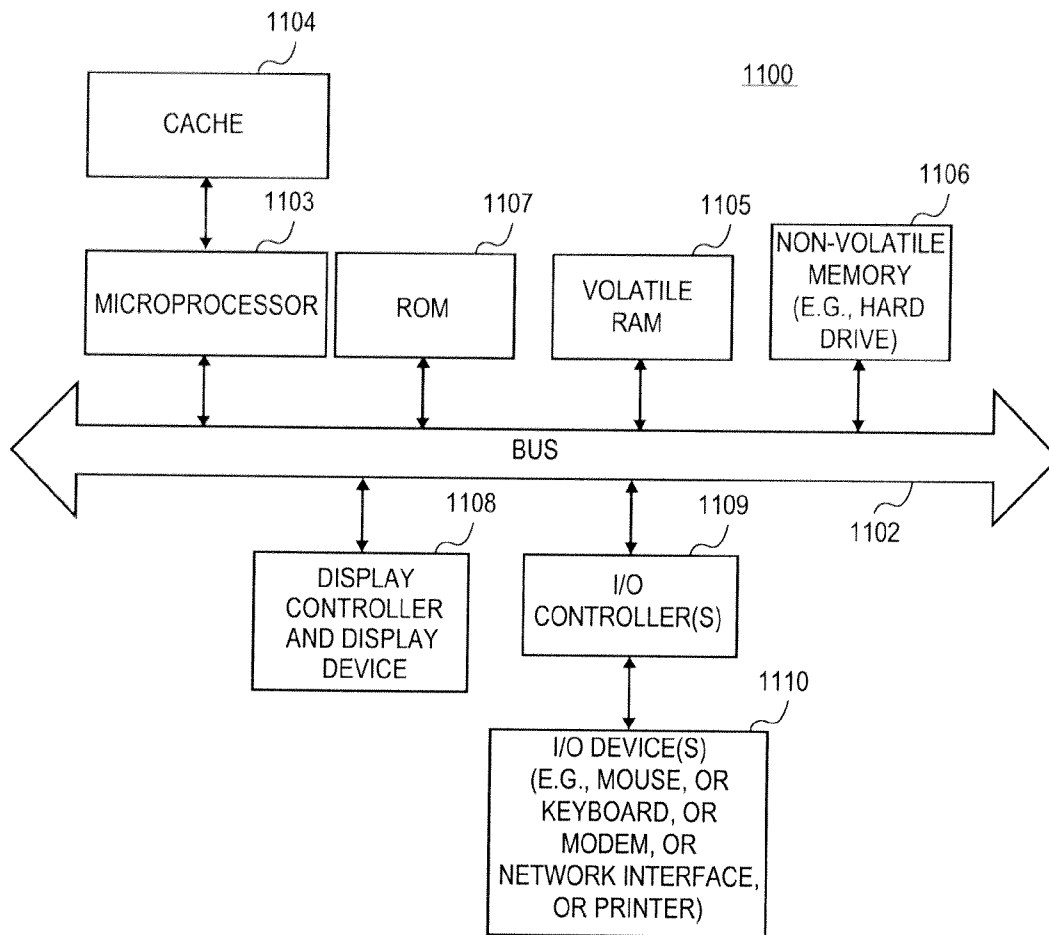 1104
1100
CACHE
1103
1107
1105
1106
MICROPROCESSOR
ROM
VOLATILE
RAM
NON-VOLATILE
MEMORY
(E.G., HARD
DRIVE)
BUS
1102
1108
1109
DISPLAY
CONTROLLER
AND DISPLAY
DEVICE
I/O
CONTROLLER(S)
1110
I/O DEVICE(S)
(E.G., MOUSE, OR
KEYBOARD, OR
MODEM, OR
NETWORK INTERFACE,
OR PRINTER)